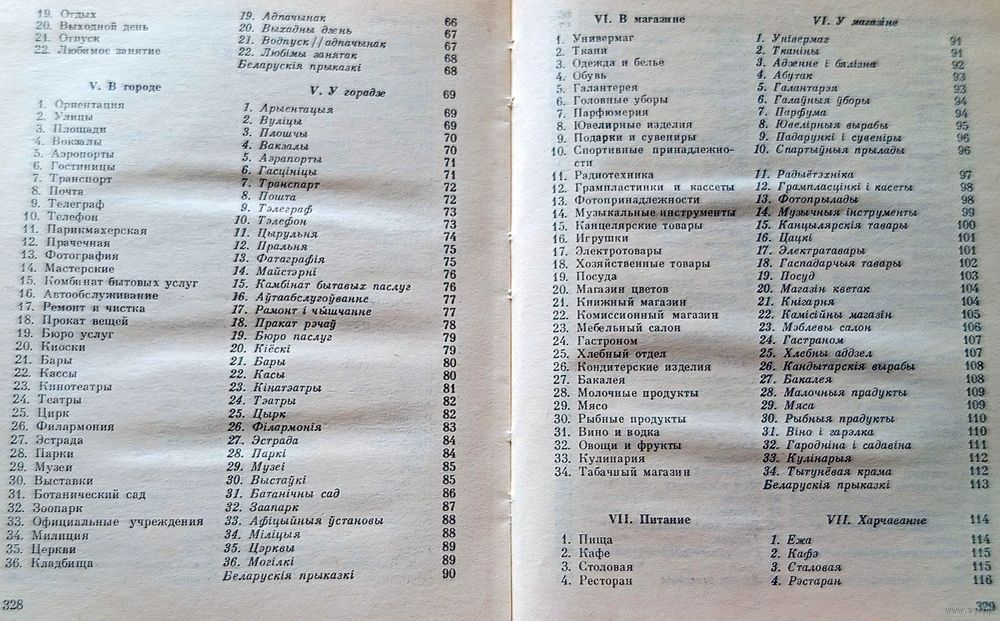 19. Отдых 19. Адпачынак 66
20. Выходной день 20. Выхадны дзень 67
21. Отпуск 21. Водпуск//адпачынак 67
22. Любимое занятие 22. Любімы занятак 68
Беларускія прыказкі 68
V. В городе V. У горадзе 69
1. Ориентация 1. Арыентацыя 69
2. Улицы 2. Вуліцы 69
3. Площади 3. Плошчы 70
4. Вокзалы 4. Вакзалы 70
5. Аэропорты 5. Аэрапорты 71
6. Гостиницы 6. Гасцініцы 71
7. Транспорт 7. Транспарт 72
8. Почта 8. Пошта 72
9. Телеграф 9. Тэлеграф 73
10. Телефон 10. Тэлефон 73
11. Парикмахерская 11. Цырульня 74
12. Прачечная 12. Пральня 75
13. Фотография 13. Фатаграфія 75
14. Мастерские 14. Майстэрні 76
15. Комбинат бытовых услуг 15. Камбінат бытавых паслуг 76
16. Автообслуживание 16. Аўтаабслугоўванне 77
17. Ремонт и чистка 17. Рамонт і чышчанне 77
18. Прокат вещей 18. Пракат рэчаў 78
19. Бюро услуг 19. Бюро паслуг 79
20. Киоски 20. Кіёскі 79
21. Бары 21. Бары 80
22. Кассы 22. Касы 80
23. Кинотеатры 23. Кінатэатры 81
24. Театры 24. Тэатры 82
25. Цирк 25. Цырк 82
26. Филармония 26. Філармонія 83
27. Эстрада 27. Эстрада 84
28. Парки 28. Паркі 84
29. Музеи 29. Музеі 85
30. Выставки 30. Выстаўкі 85
31. Ботанический сад 31. Батанічны сад 86
32. Зоопарк 32. Заапарк 87
33. Официальные учреждения 33. Афіцыйныя ўстановы 88
34. Милиция 34. Міліцыя 88
35. Церкви 35. Цэрквы 89
36. Кладбища 36. Могілкі 89
Беларускія прыказкі 90
328
VI. В магазине VI. У магазіне
1. Универмаг 1. Універмаг 91
2. Ткани 2. Тканіны 91
3. Одежда и белье 3. Адзенне і бялізна 92
4. Обувь 4. Абутак 93
5. Галантерея 5. Галантарэя 93
6. Головные уборы 6. Галаўныя ўборы 94
7. Парфюмерия 7. Парфума 94
8. Ювелирные изделия 8. Ювелірныя вырабы 95
9. Подарки и сувениры 9. Падарункі і сувеніры 96
10. Спортивные принадлежно- 10. Спартыўныя прылады 96
сти
11. Радиотехника 11. Радыётэхніка 97
12. Грампластинки и кассеты 12. Грампласцінкі і касеты 98
13. Фотопринадлежности 13. Фотапрылады 98
14. Музыкальные инструменты 14. Музычныя інструменты 99
15. Канцелярские товары 15. Канцылярскія тавары 100
16. Игрушки 16. Цацкі 101
17. Электротовары 17. Электратавары 101
18. Хозяйственные товары 18. Гаспадарчыя тавары 102
19. Посуда 19. Посуд 103
20. Магазин цветов 20. Магазін кветак 104
21. Книжный магазин 21. Кнігарня 104
22. Комиссионный магазин 22. Камісійны магазін 105
23. Мебельный салон 23. Мэблевы салон 106
24. Гастроном 24. Гастраном 107
25. Хлебный отдел 25. Хлебны аддзел 107
26. Кондитерские изделия 26. Кандытарскія вырабы 108
27. Бакалея 27. Бакалея 108
28. Молочные продукты 28. Малочныя прадукты 109
29. Мясо 29. Мяса 109
30. Рыбные продукты 30. Рыбныя прадукты 110
31. Вино и водка 31. Віно і гарэлка 110
32. Овощи и фрукты 32. Гародніна і садавіна 111
33. Кулинария 33. Кулінарыя 112
34. Табачный магазин 34. Тытунёвая крама 112
Беларускія прыказкі 113
VII. Питание VII. Харчаванне 114
1. Пища 1. Ежа 114
2. Кафе 2. Кафэ 115
3. Столовая 3. Сталовая 115
4. Ресторан 4. Рэстаран 116
329